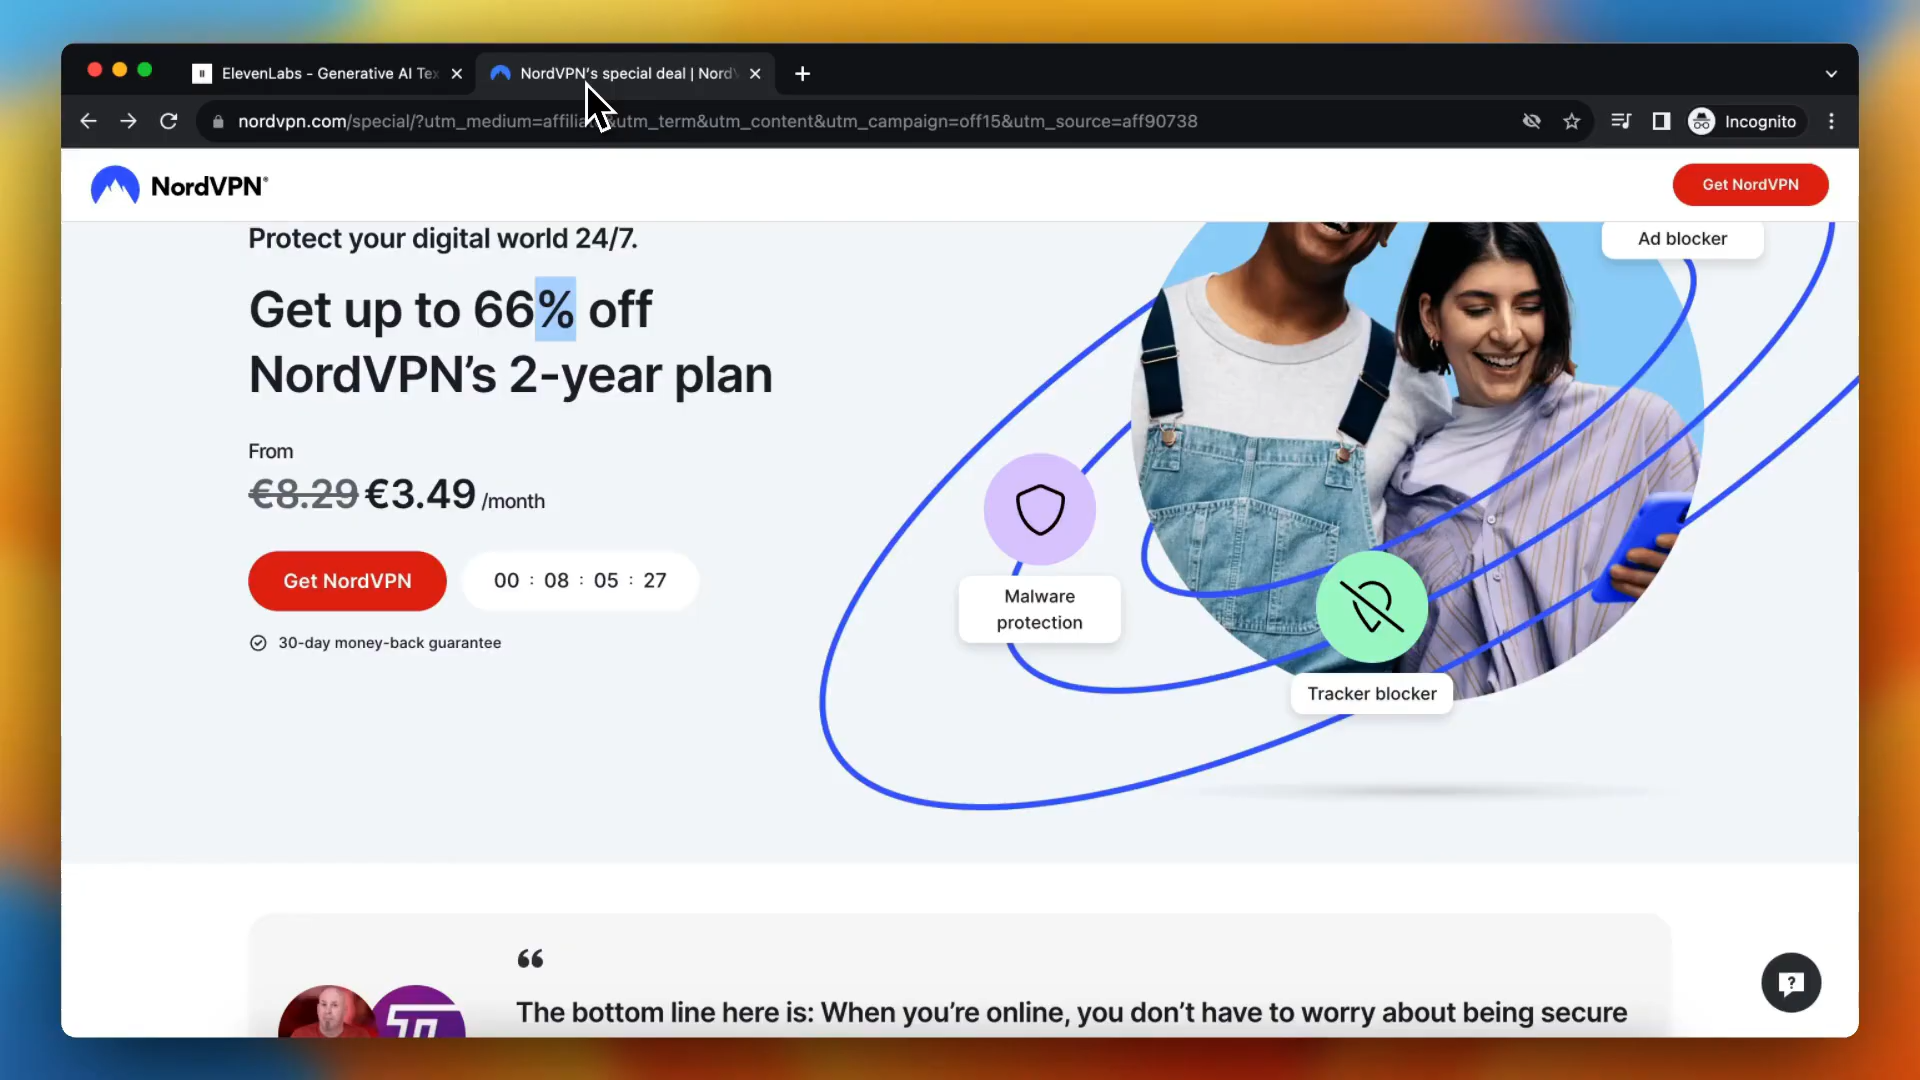 ElevenLabs - Generative AI Tex
NordVPN's special deal | Nord
nordvpn.com/special/?utm_medium=affilia &utm_term&utm_content&utm_campaign=off15&utm_source=aff90738
Incognito
NordVPN®
Get NordVPN
Protect your digital world 24/7.
Get up to 66% off
NordVPN’s 2-year plan
From
€8.29 €3.49 /month
Get NordVPN
00 : 08 : 05 : 27
30-day money-back guarantee
Ad blocker
Malware
protection
Tracker blocker
“
The bottom line here is: When you’re online, you don’t have to worry about being secure